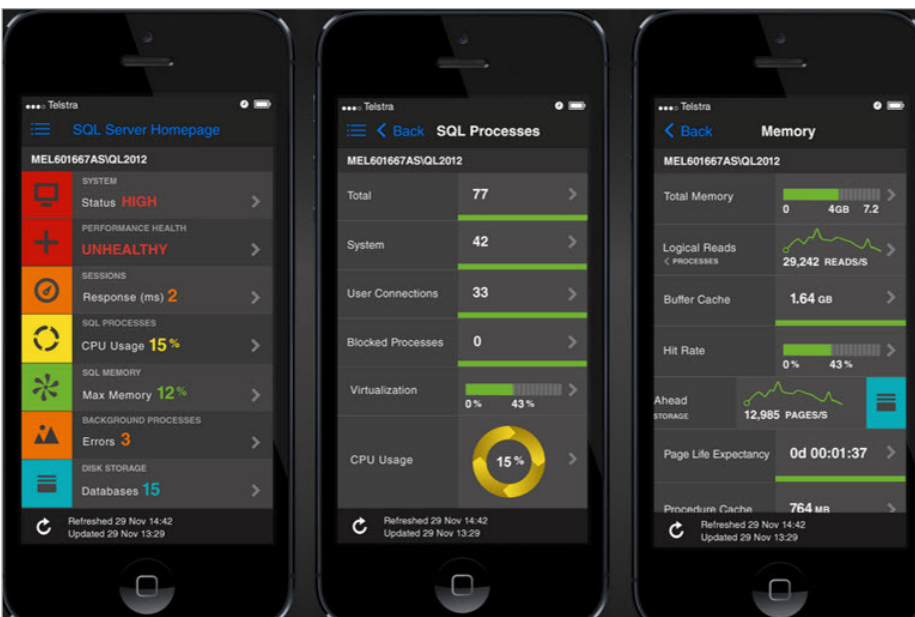 Telstra
SQL Server Homepage
MEL601667AS\QL2012
SYSTEM
Status HIGH
PERFORMANCE HEALTH
UNHEALTHY
SESSIONS
Response (ms) 2
SQL PROCESSES
CPU Usage 15%
SQL MEMORY
Max Memory 12%
BACKGROUND PROCESSES
Errors 3
DISK STORAGE
Databases 15
Refreshed 29 Nov 14:42
Updated 29 Nov 13:29
Telstra
Back SQL Processes
MEL601667AS\QL2012
Total 77
System 42
User Connections 33
Blocked Processes 0
Virtualization
0% 43%
CPU Usage 15%
Refreshed 29 Nov 14:42
Updated 29 Nov 13:29
Telstra
Back Memory
MEL601667AS\QL2012
Total Memory
0 4GB 7.2
Logical Reads
PROCESSES
29,242 READS/S
Buffer Cache 1.64 GB
Hit Rate
0% 43%
Ahead
STORAGE
12,985 PAGES/S
Page Life Expectancy 0d 00:01:37
Procedure Cache 764 MB
Refreshed 29 Nov 14:42
Updated 29 Nov 13:29